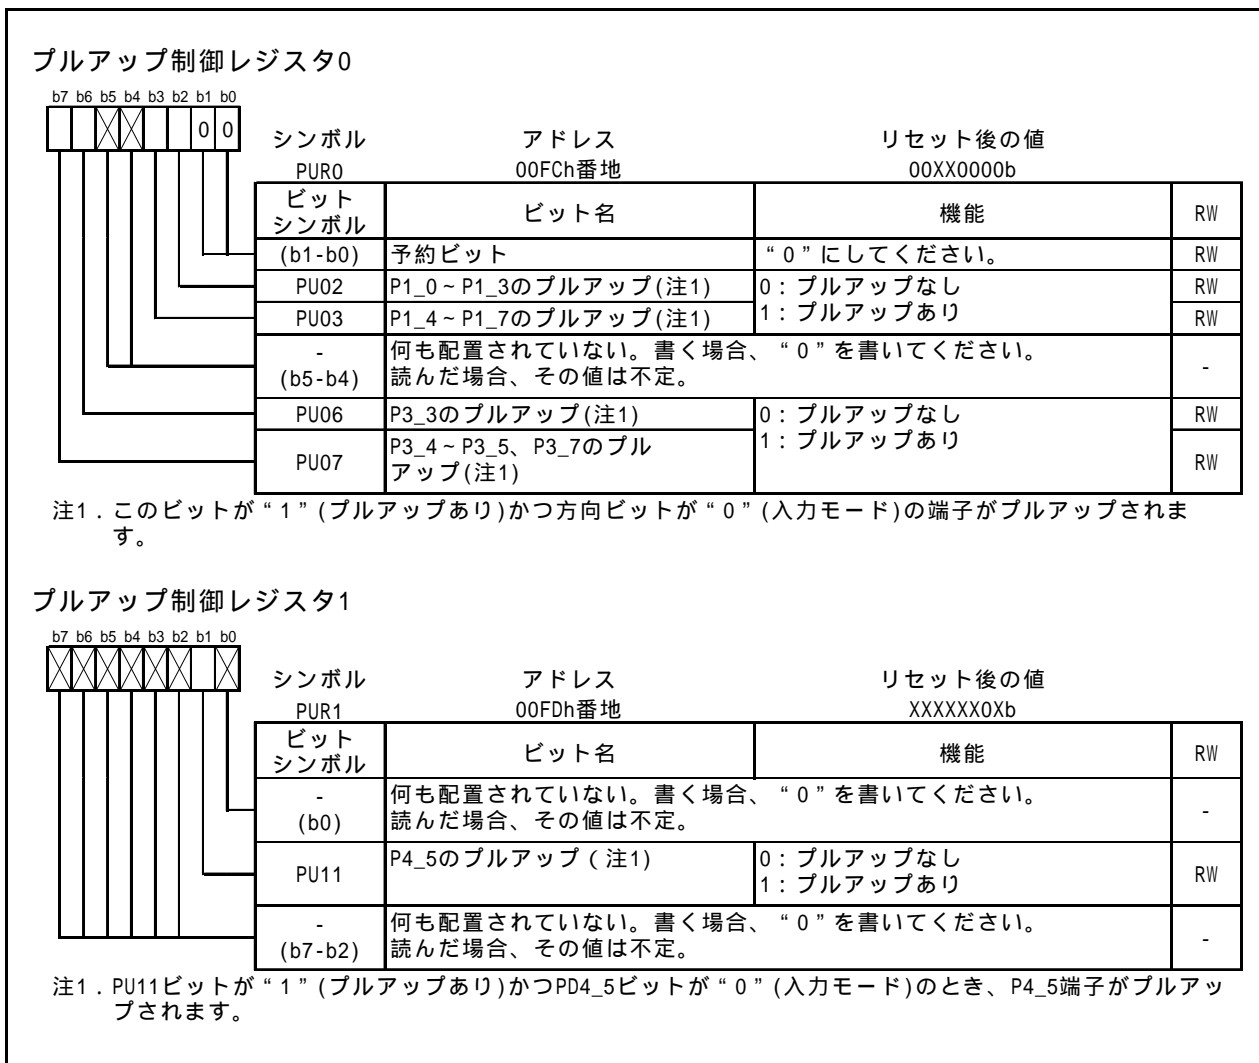 プルアップ制御レジスタ0
b7 b6 b5 b4 b3 b2 b1 b0
0 0
シンボル アドレス リセット後の値
PUR0 00FCh番地 00XX0000b
ビット
シンボル
ビット名 機能 RW
(b1-b0) 予約ビット “0”にしてください。 RW
PU02 P1_0~P1_3のプルアップ(注1) 0:プルアップなし RW
PU03 P1_4~P1_7のプルアップ(注1) 1:プルアップあり RW
-
(b5-b4)
何も配置されていない。書く場合、“0”を書いてください。
読んだ場合、その値は不定。
-
PU06 P3_3のプルアップ(注1) 0:プルアップなし RW
PU07
P3_4~P3_5、P3_7のプル
アップ(注1)
1:プルアップあり
RW
注1.このビットが“1”(プルアップあり)かつ方向ビットが“0”(入力モード)の端子がプルアップされま
す。
プルアップ制御レジスタ1
b7 b6 b5 b4 b3 b2 b1 b0
シンボル アドレス リセット後の値
PUR1 00FDh番地 XXXXXX0Xb
ビット
シンボル
ビット名 機能 RW
-
(b0)
何も配置されていない。書く場合、“0”を書いてください。
読んだ場合、その値は不定。
-
PU11
P4_5のプルアップ(注1)
0:プルアップなし
1:プルアップあり
RW
-
(b7-b2)
何も配置されていない。書く場合、“0”を書いてください。
読んだ場合、その値は不定。
-
注1.PU11ビットが“1”(プルアップあり)かつPD4_5ビットが“0”(入力モード)のとき、P4_5端子がプルアッ
プされます。